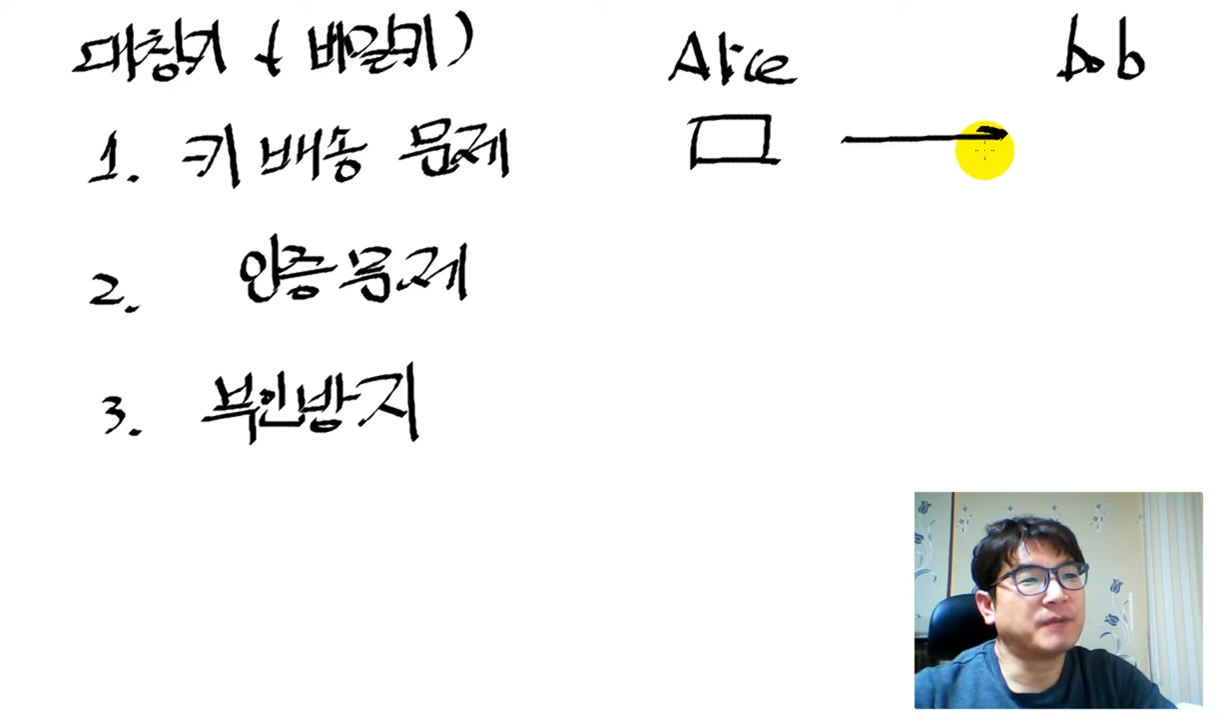 대칭키 (비밀키)
1. 키 배송 문제
2. 인증문제
3. 부인방지
Alice
bob